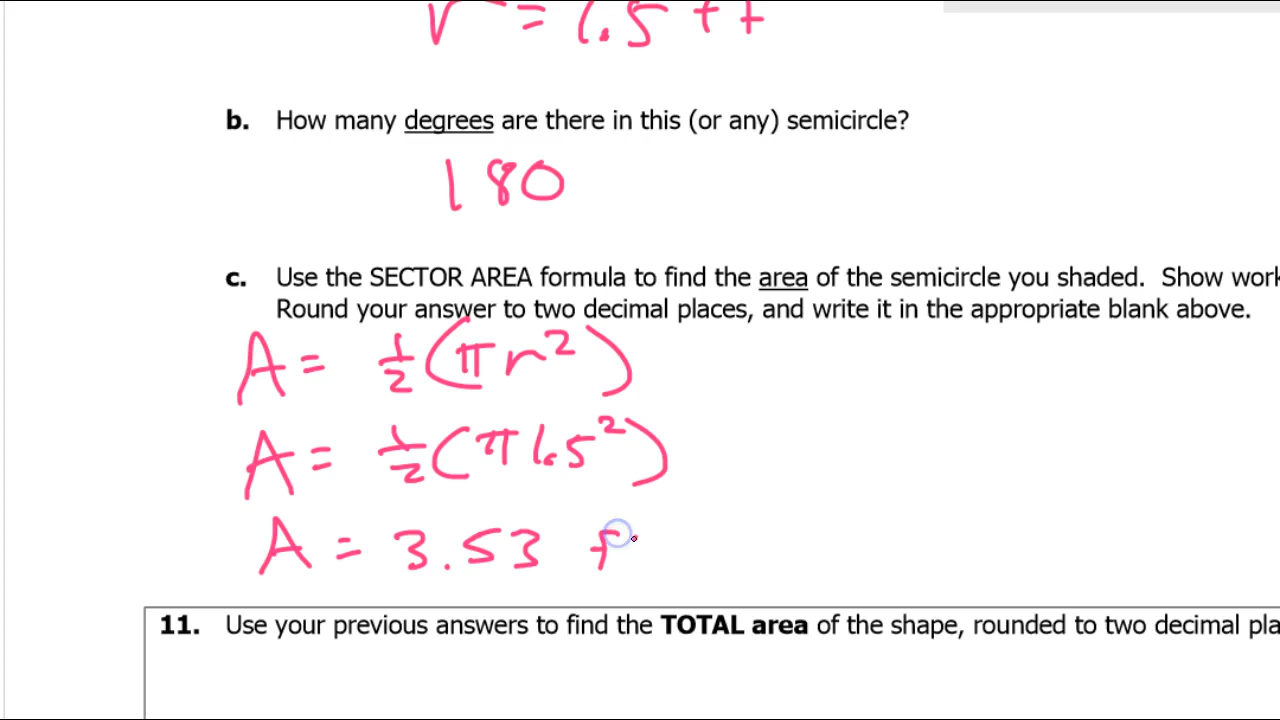 r = 1.5 ft
b. How many degrees are there in this (or any) semicircle?
180
c. Use the SECTOR AREA formula to find the area of the semicircle you shaded. Show work
Round your answer to two decimal places, and write it in the appropriate blank above.
A = 1/2 (πr²)
A = 1/2 (π1.5²)
A = 3.53 f
11. Use your previous answers to find the TOTAL area of the shape, rounded to two decimal pla